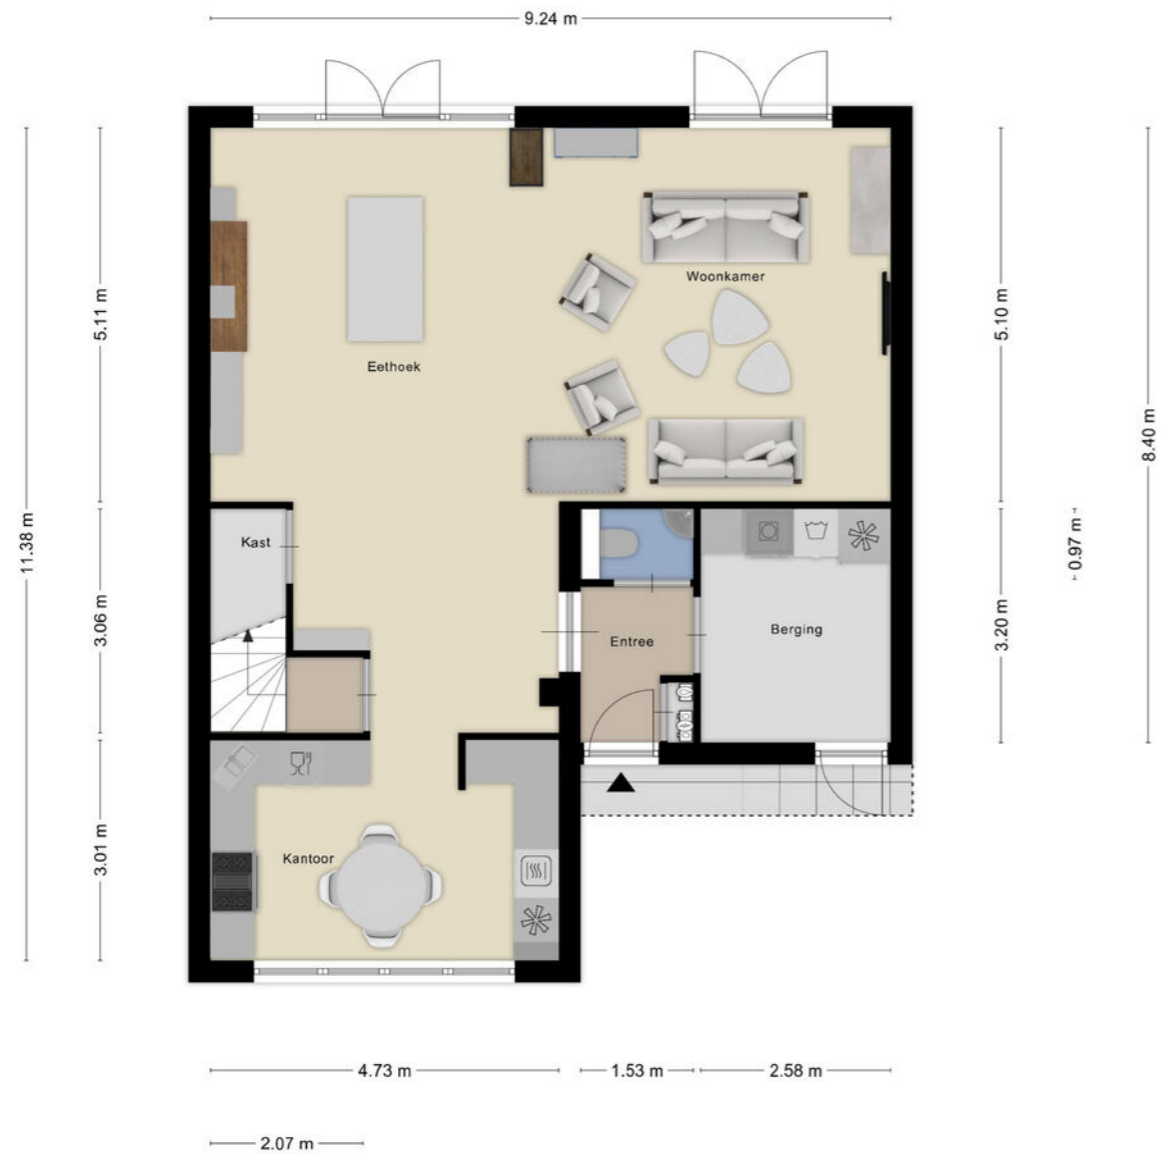 9.24 m
Woonkamer
5.11 m
5.10 m
Eethoek
8.40 m
11.38 m
Kast
0.97 m
3.06 m
3.20 m
Entree
Berging
3.01 m
Kantoor
4.73 m
1.53 m
2.58 m
2.07 m